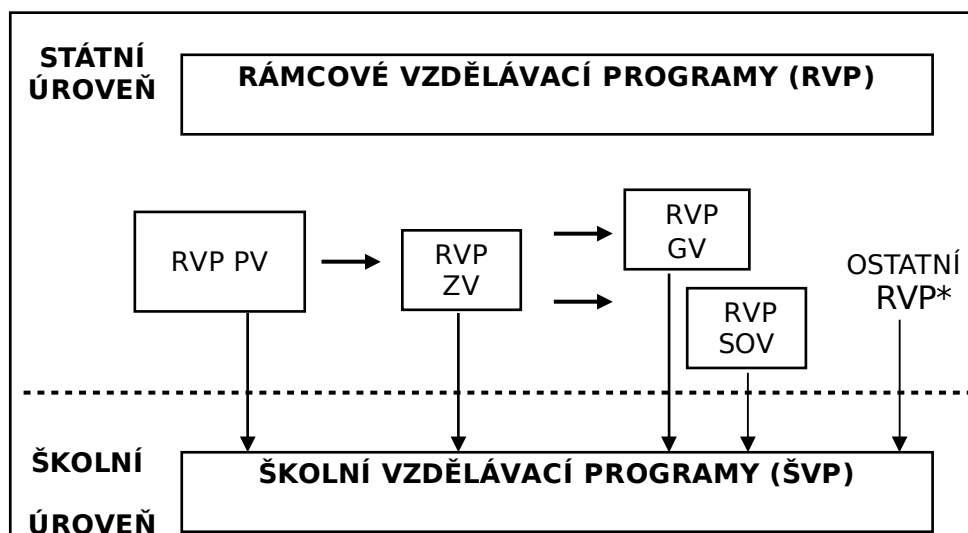 STÁTNÍ
ÚROVEŇ
RÁMCOVÉ VZDĚLÁVACÍ PROGRAMY (RVP)
RVP PV
RVP
ZV
RVP
GV
RVP
SOV
OSTATNÍ
RVP*
ŠKOLNÍ
ÚROVEŇ
ŠKOLNÍ VZDĚLÁVACÍ PROGRAMY (ŠVP)